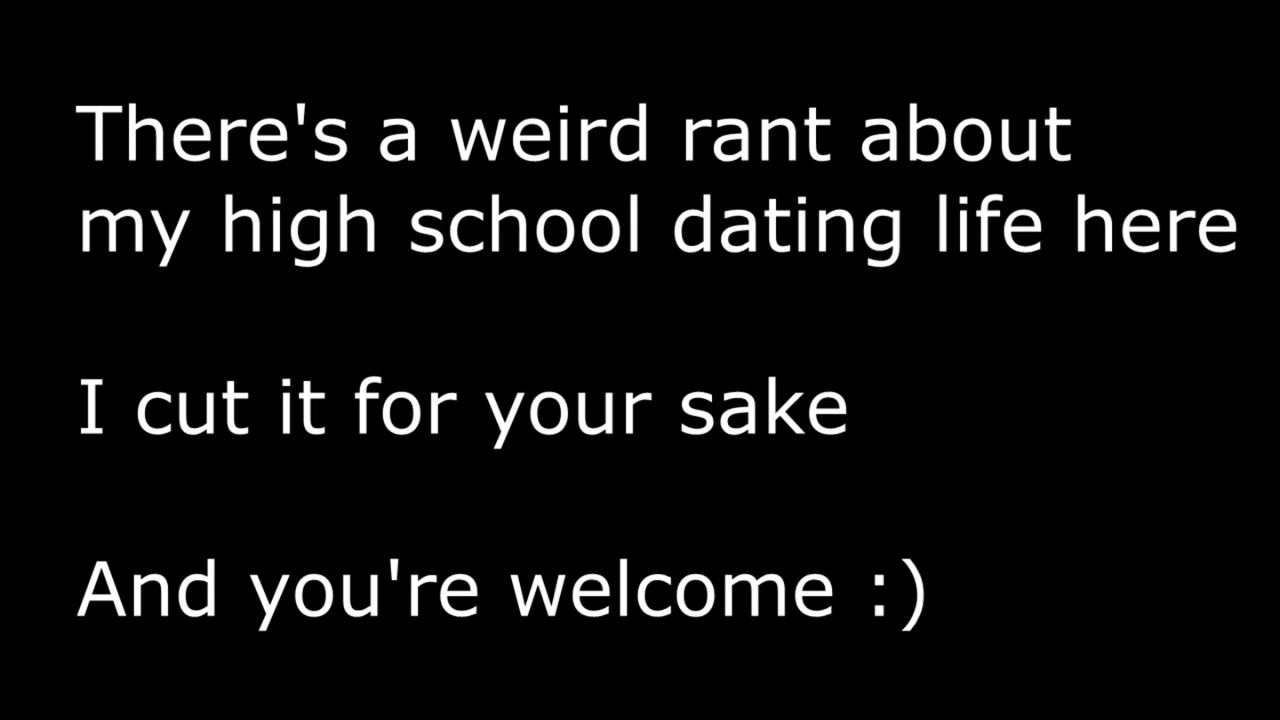 There's a weird rant about
my high school dating life here
I cut it for your sake
And you're welcome :)